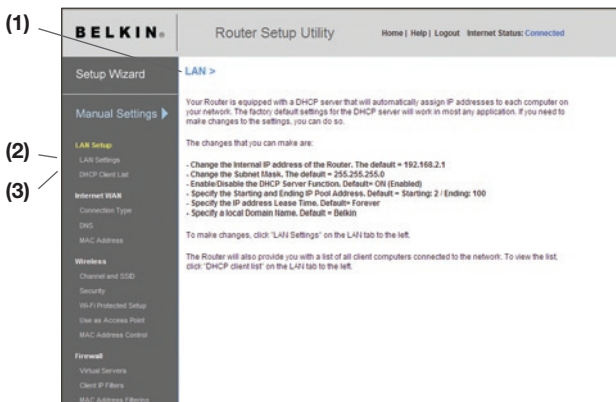 (1)
BELKIN®
Router Setup Utility
Home | Help | Logout Internet Status: Connected
Setup Wizard
LAN >
Manual Settings
Your Router is equipped with a DHCP server that will automatically assign IP addresses to each computer on
your network. The factory default settings for the DHCP server will work in most any application. If you need to
make changes to the settings, you can do so.
The changes that you can make are:
- Change the Internal IP address of the Router. The default = 192.168.2.1
- Change the Subnet Mask. The default = 255.255.255.0
- Enable/Disable the DHCP Server Function. Default= ON (Enabled)
- Specify the Starting and Ending IP Pool Address. Default = Starting: 2 / Ending: 100
- Specify the IP address Lease Time. Default= Forever
- Specify a local Domain Name. Default = Belkin
To make changes, click "LAN Settings" on the LAN tab to the left.
The Router will also provide you with a list of all client computers connected to the network. To view the list,
click "DHCP client list" on the LAN tab to the left.
LAN Setup
(2)
LAN Settings
(3)
DHCP Client List
Internet WAN
Connection Type
DNS
MAC Address
Wireless
Channel and SSID
Security
Wi-Fi Protected Setup
Use as Access Point
MAC Address Control
Firewall
Virtual Servers
Client IP Filters
MAC Address Filtering